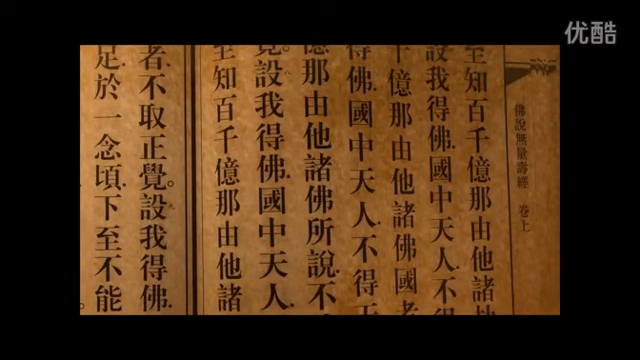 优酷
佛說無量壽經 卷上
至知百千億那由他諸
設我得佛.國中天人.不得
千億那由他諸佛國者
得佛.國中天人.不得
億那由他諸佛所說.不
覺。設我得佛.國中天人.
至知百千億那由他諸
者.不取正覺。設我得佛.
足.於一念頃.下至不能